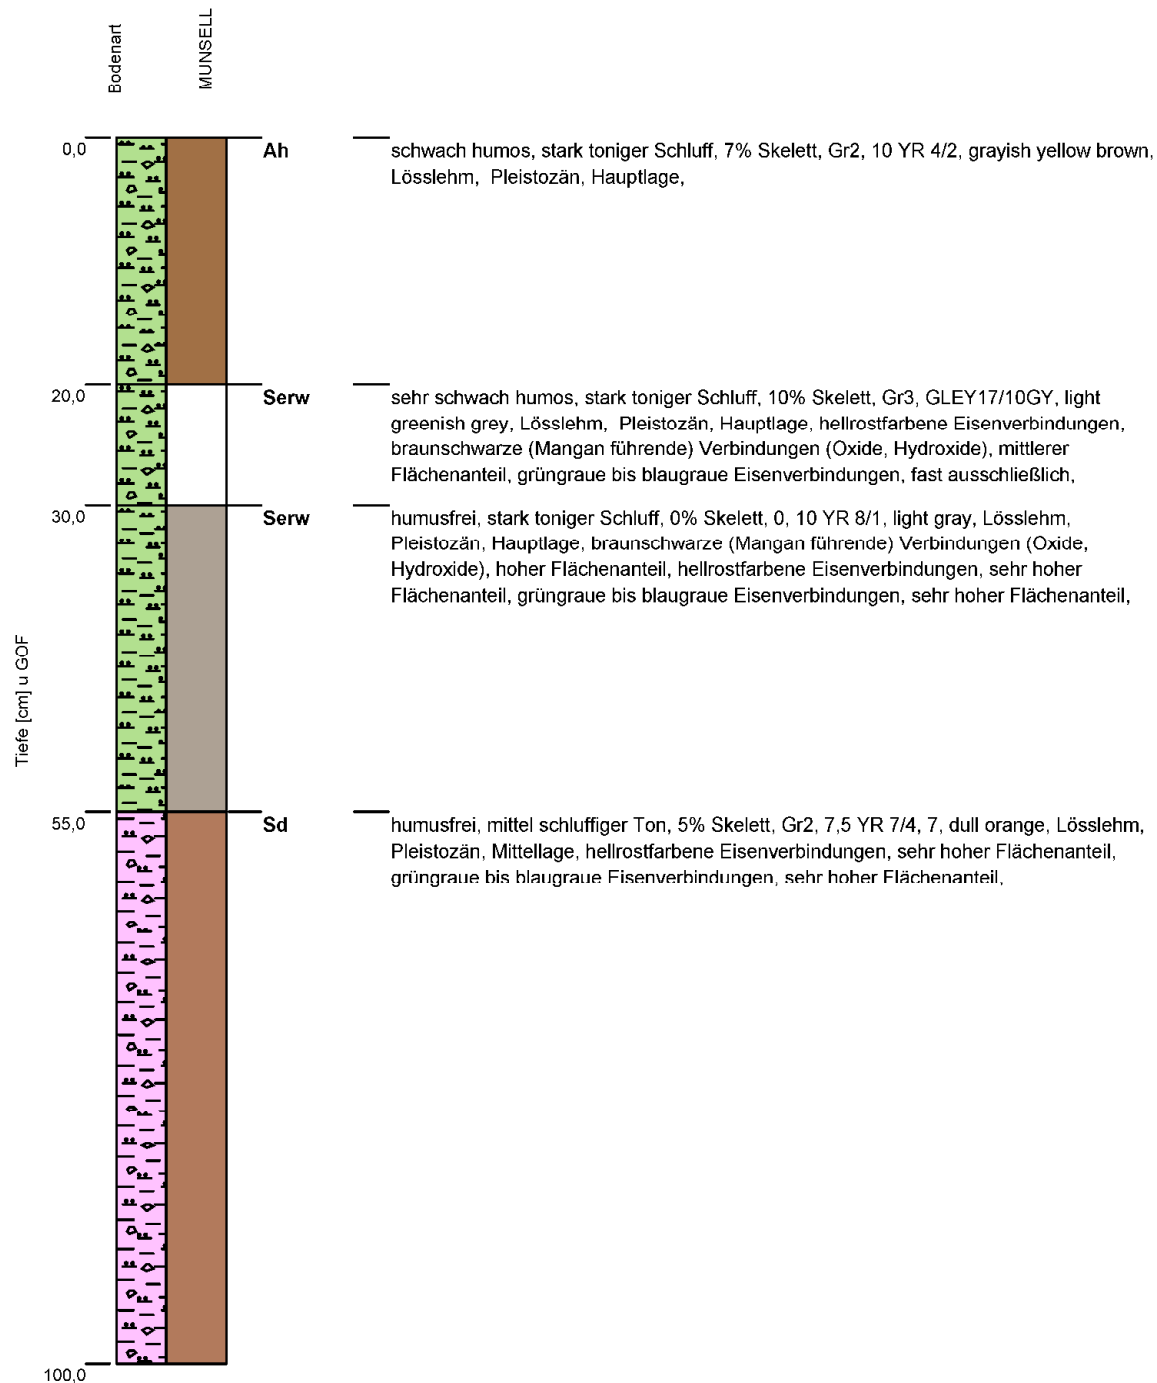 Bodenart
MUNSELL
0,0
Ah
schwach humos, stark toniger Schluff, 7% Skelett, Gr2, 10 YR 4/2, grayish yellow brown,
Lösslehm, Pleistozän, Hauptlage,
20,0
Serw
sehr schwach humos, stark toniger Schluff, 10% Skelett, Gr3, GLEY17/10GY, light
greenish grey, Lösslehm, Pleistozän, Hauptlage, hellrostfarbene Eisenverbindungen,
braunschwarze (Mangan führende) Verbindungen (Oxide, Hydroxide), mittlerer
Flächenanteil, grüngraue bis blaugraue Eisenverbindungen, fast ausschließlich,
30,0
Serw
humusfrei, stark toniger Schluff, 0% Skelett, 0, 10 YR 8/1, light gray, Lösslehm,
Pleistozän, Hauptlage, braunschwarze (Mangan führende) Verbindungen (Oxide,
Hydroxide), hoher Flächenanteil, hellrostfarbene Eisenverbindungen, sehr hoher
Flächenanteil, grüngraue bis blaugraue Eisenverbindungen, sehr hoher Flächenanteil,
Tiefe [cm] u GOF
55,0
Sd
humusfrei, mittel schluffiger Ton, 5% Skelett, Gr2, 7,5 YR 7/4, 7, dull orange, Lösslehm,
Pleistozän, Mittellage, hellrostfarbene Eisenverbindungen, sehr hoher Flächenanteil,
grüngraue bis blaugraue Eisenverbindungen, sehr hoher Flächenanteil,
100,0